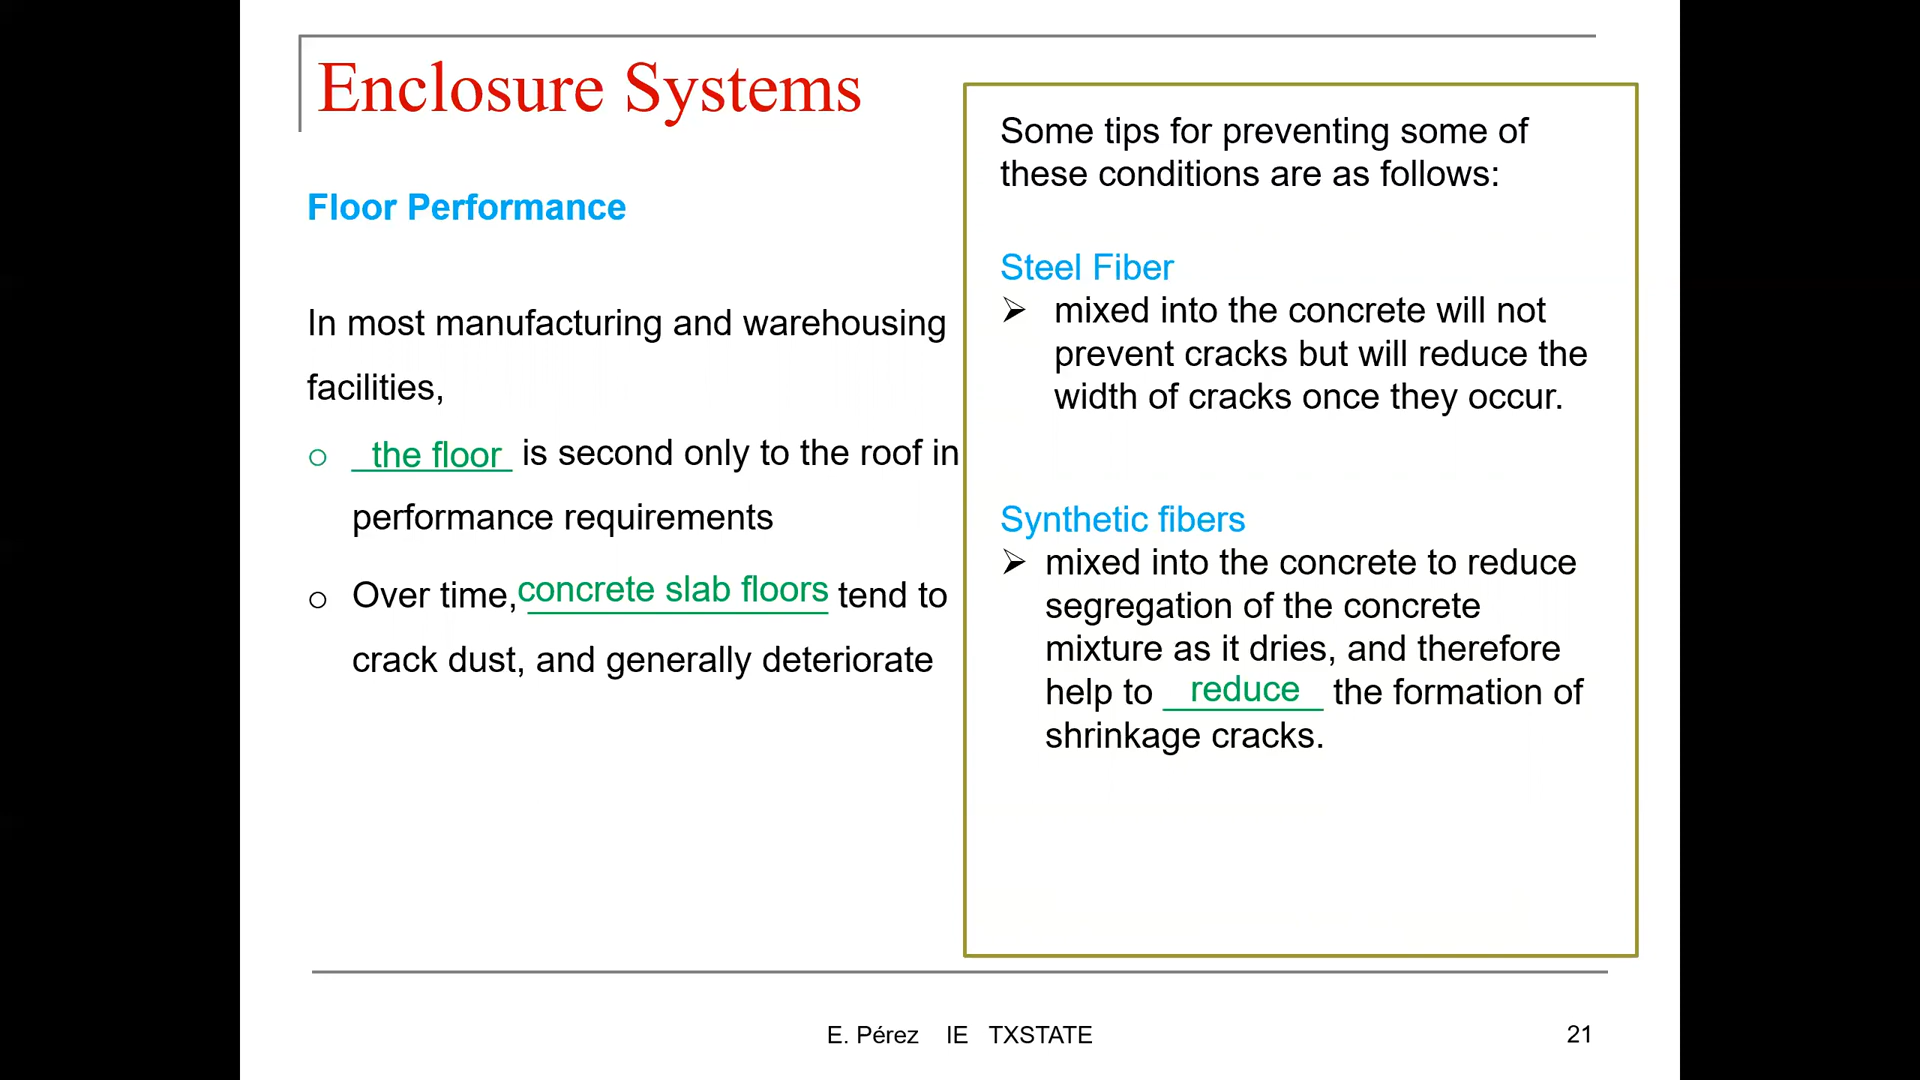 Enclosure Systems
Floor Performance
In most manufacturing and warehousing
facilities,
o the floor is second only to the roof in
performance requirements
o Over time, concrete slab floors tend to
crack dust, and generally deteriorate
Some tips for preventing some of
these conditions are as follows:
Steel Fiber
➢ mixed into the concrete will not
prevent cracks but will reduce the
width of cracks once they occur.
Synthetic fibers
➢ mixed into the concrete to reduce
segregation of the concrete
mixture as it dries, and therefore
help to reduce the formation of
shrinkage cracks.
E. Pérez IE TXSTATE
21